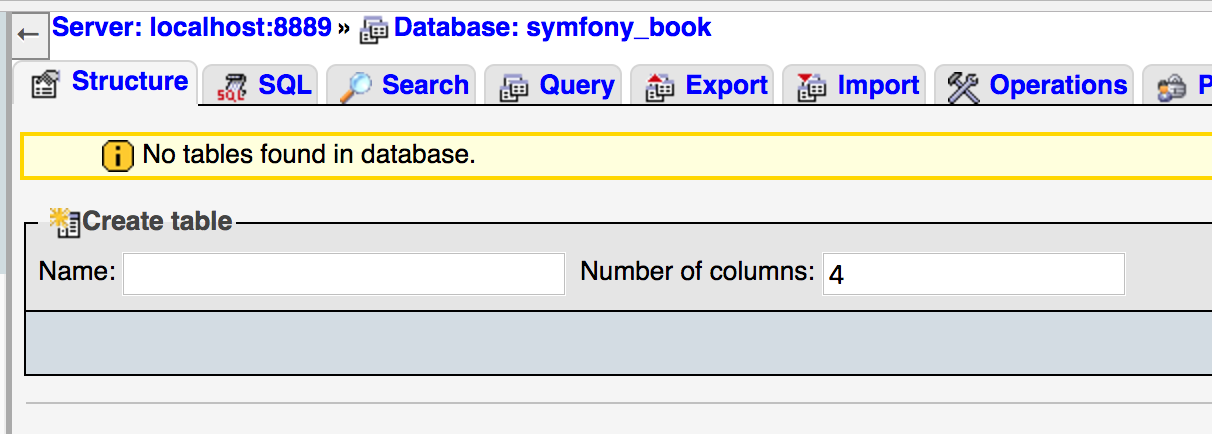 ← Server: localhost:8889 » Database: symfony_book
Structure SQL Search Query Export Import Operations P
No tables found in database.
Create table
Name: Number of columns: 4